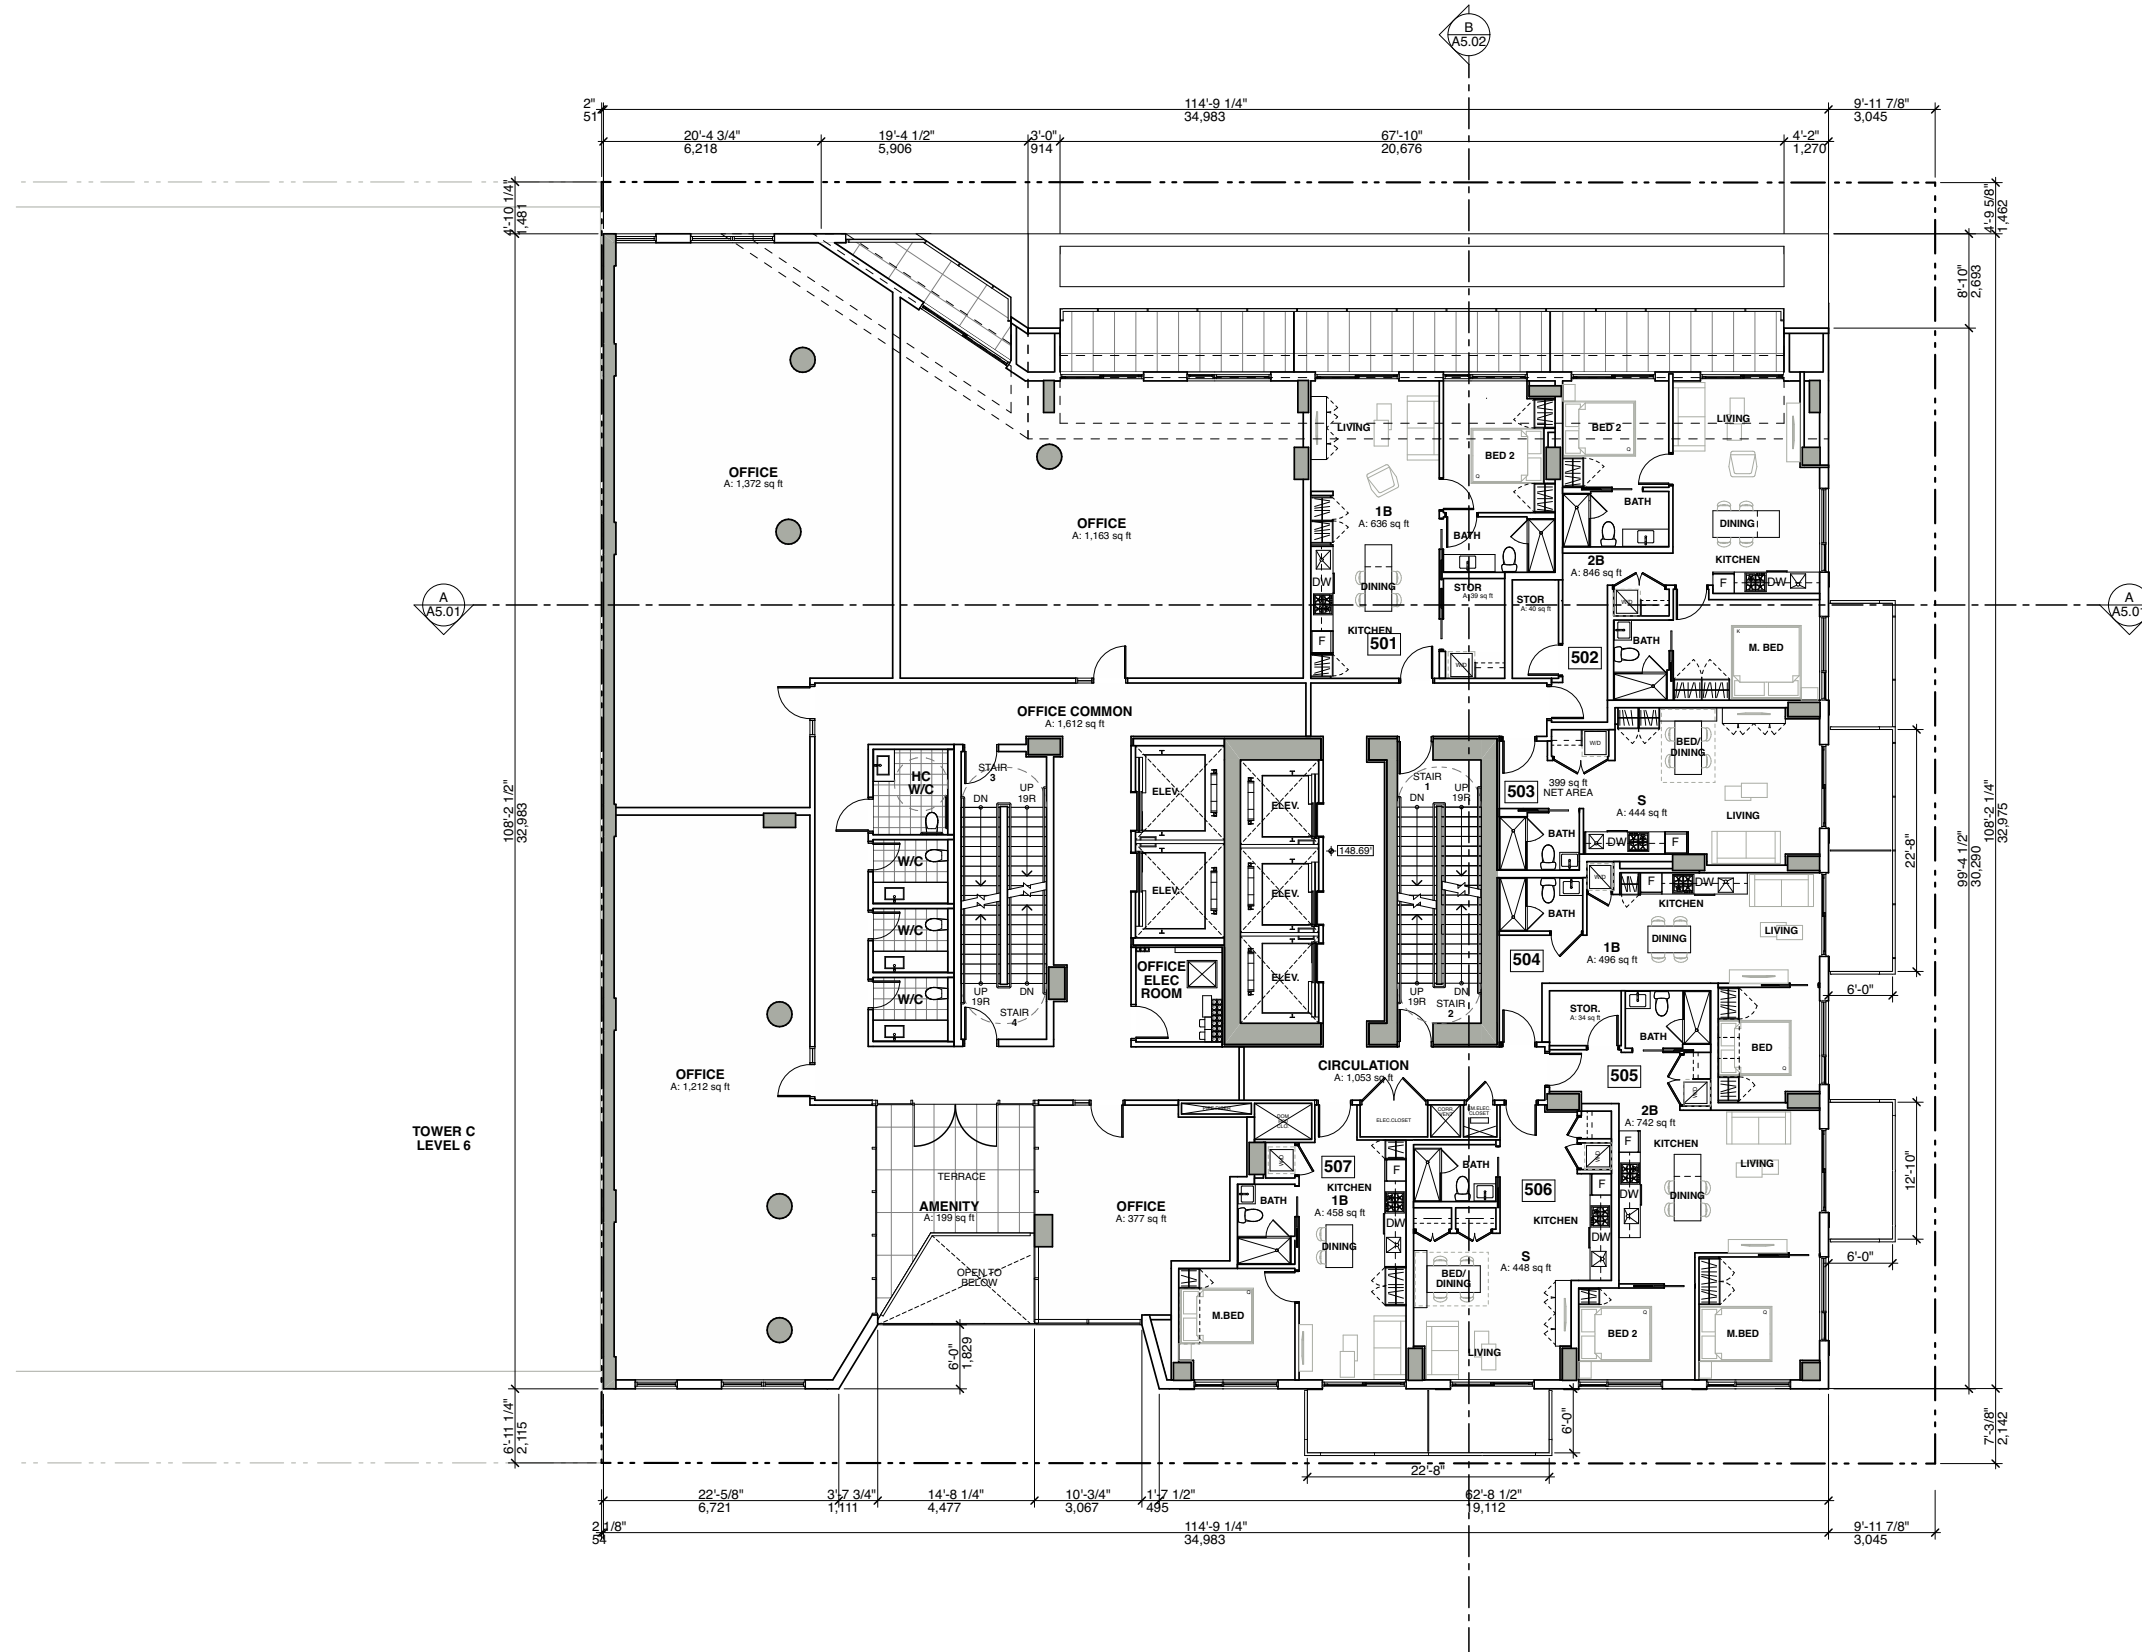 B
A5.02
2"
51
114'-9 1/4"
34,983
9'-11 7/8"
3,045
20'-4 3/4"
6,218
19'-4 1/2"
5,906
3'-0"
914
67'-10"
20,676
4'-2"
1,270
4'-10 1/4"
1,481
4'-9 5/8"
1,462
8'-10"
2,693
108'-2 1/2"
32,983
99'-4 1/2"
30,290
108'-2 1/4"
32,975
A
A5.01
A
OFFICE
A: 1,372 sq ft
OFFICE
A: 1,163 sq ft
LIVING
BED 2
1B
A: 636 sq ft
BATH
DW
DINING
STOR
A: 39 sq ft
KITCHEN
F
501
W/D
BED 2
LIVING
BATH
DINING
2B
A: 846 sq ft
KITCHEN
F
DW
STOR
A: 40 sq ft
W/D
BATH
M. BED
K
502
OFFICE COMMON
A: 1,612 sq ft
HC
W/C
STAIR
3
DN
UP
19R
W/C
W/C
W/C
UP
19R
DN
STAIR
4
ELEV.
ELEV.
ELEV.
ELEV.
ELEV.
OFFICE
ELEC
ROOM
148.69'
STAIR
1
DN
UP
19R
UP
19R
DN
STAIR
2
W/D
399 sq ft
NET AREA
503
BED/
DINING
S
A: 444 sq ft
LIVING
BATH
DW
F
22'-8"
W/D
F
DW
KITCHEN
BATH
DINING
LIVING
1B
A: 496 sq ft
504
6'-0"
STOR.
A: 34 sq ft
BATH
BED
505
W/D
2B
A: 742 sq ft
KITCHEN
F
DW
LIVING
DINING
12'-10"
6'-0"
BED 2
M.BED
CIRCULATION
A: 1,053 sq ft
ELEC.CLOSET
OFFICE
A: 1,212 sq ft
TOWER C
LEVEL 6
TERRACE
AMENITY
A: 199 sq ft
OPEN TO
BELOW
OFFICE
A: 377 sq ft
W/D
507
KITCHEN
1B
A: 458 sq ft
BATH
F
DW
DINING
M.BED
BATH
506
W/D
F
KITCHEN
DW
S
A: 448 sq ft
BED/
DINING
LIVING
6'-0"
1,829
6'-0"
22'-8"
6'-11 1/4"
2,115
7'-3/8"
2,142
22'-5/8"
6,721
3'-7 3/4"
1,111
14'-8 1/4"
4,477
10'-3/4"
3,067
1'-7 1/2"
495
62'-8 1/2"
19,112
2 1/8"
54
114'-9 1/4"
34,983
9'-11 7/8"
3,045